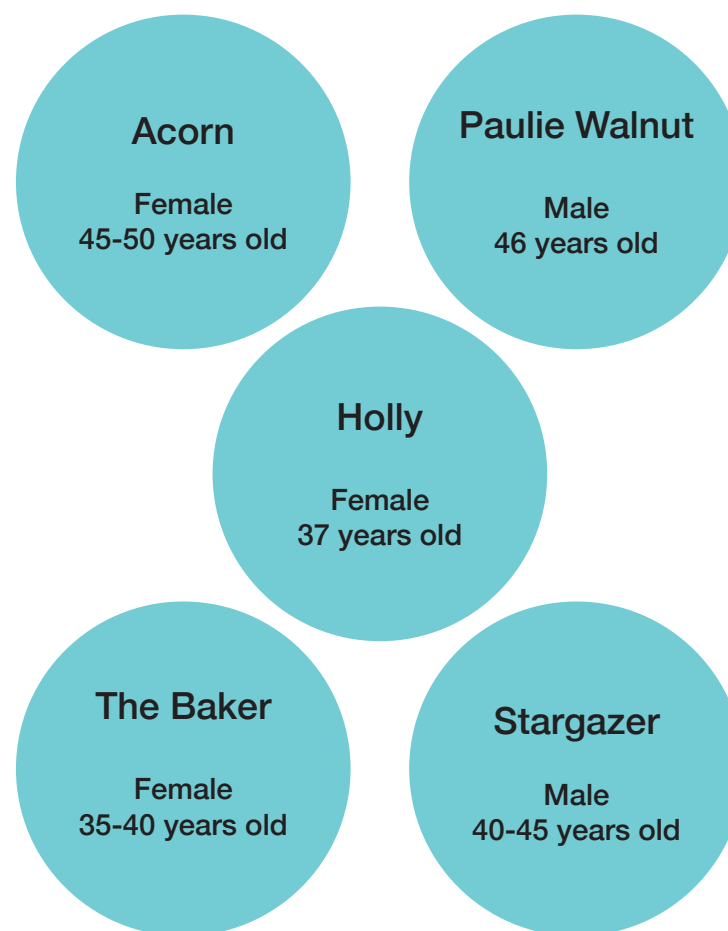 Acorn
Female
45-50 years old
Paulie Walnut
Male
46 years old
Holly
Female
37 years old
The Baker
Female
35-40 years old
Stargazer
Male
40-45 years old